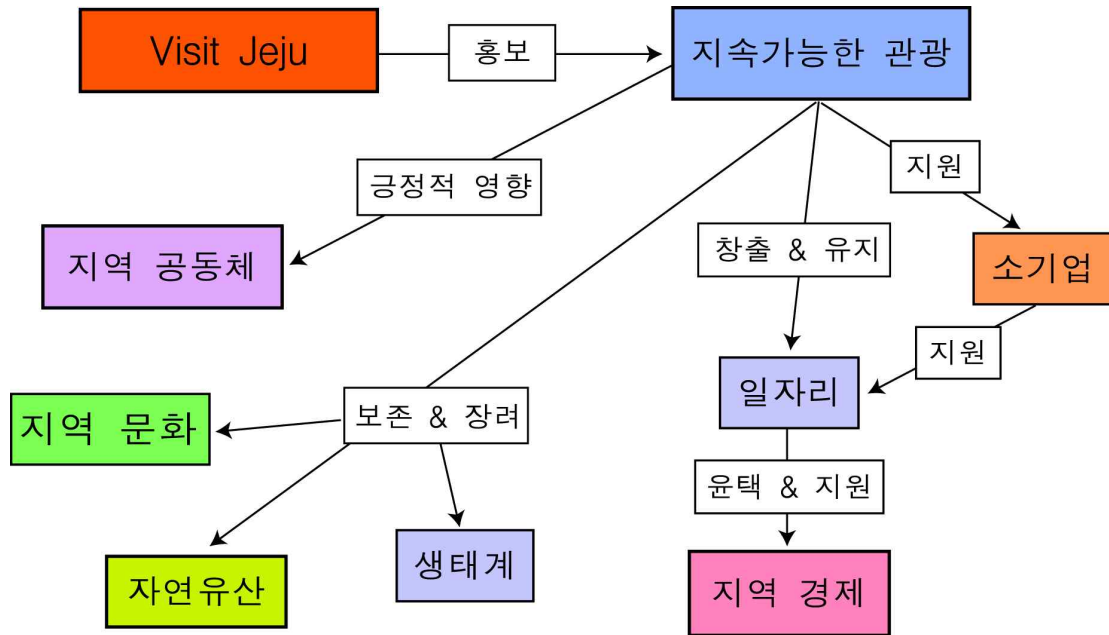 Visit Jeju
홍보
지속가능한 관광
긍정적 영향
지원
지역 공동체
창출 & 유지
소기업
지원
일자리
지역 문화
보존 & 장려
윤택 & 지원
자연유산
생태계
지역 경제